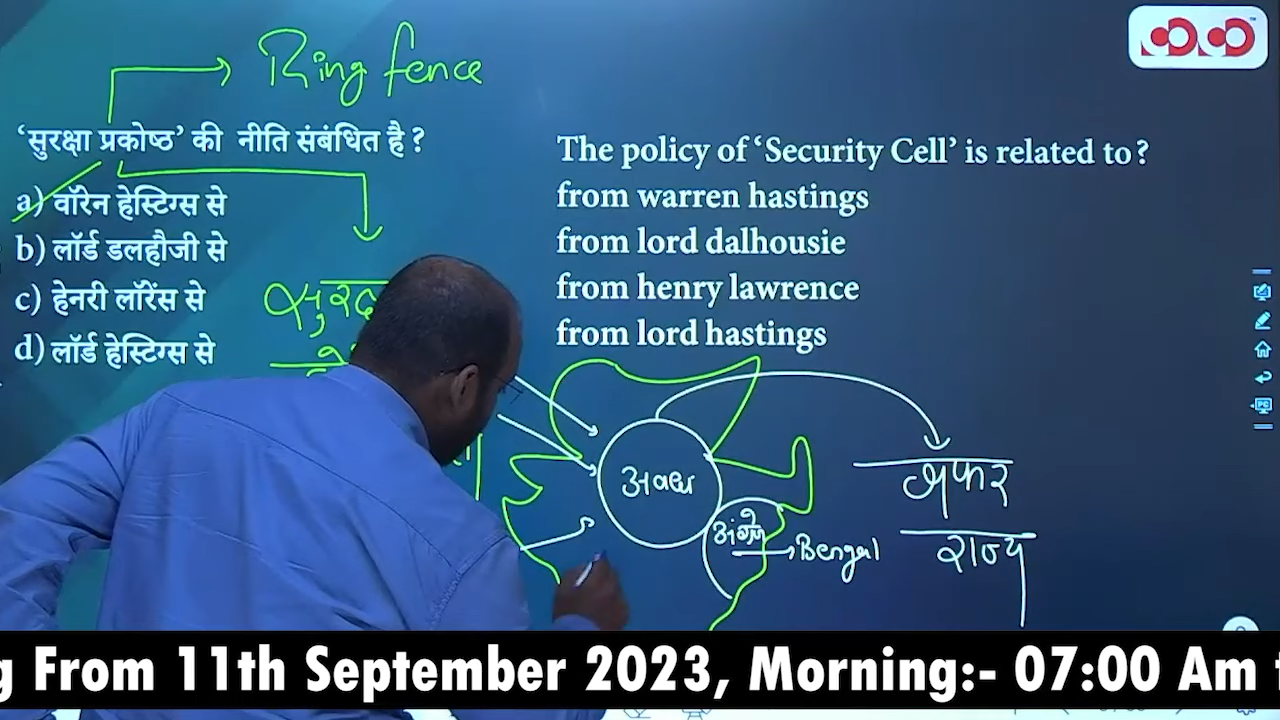 Ring fence
‘सुरक्षा प्रकोष्ठ’ की नीति संबंधित है ?
a) वॉरेन हेस्टिंग्स से
b) लॉर्ड डलहौजी से
c) हेनरी लॉरेंस से
d) लॉर्ड हेस्टिंग्स से
The policy of ‘Security Cell’ is related to?
from warren hastings
from lord dalhousie
from henry lawrence
from lord hastings
अवध
बफर
राज्य
अंग्रेज
Bengal
g From 11th September 2023, Morning:- 07:00 Am